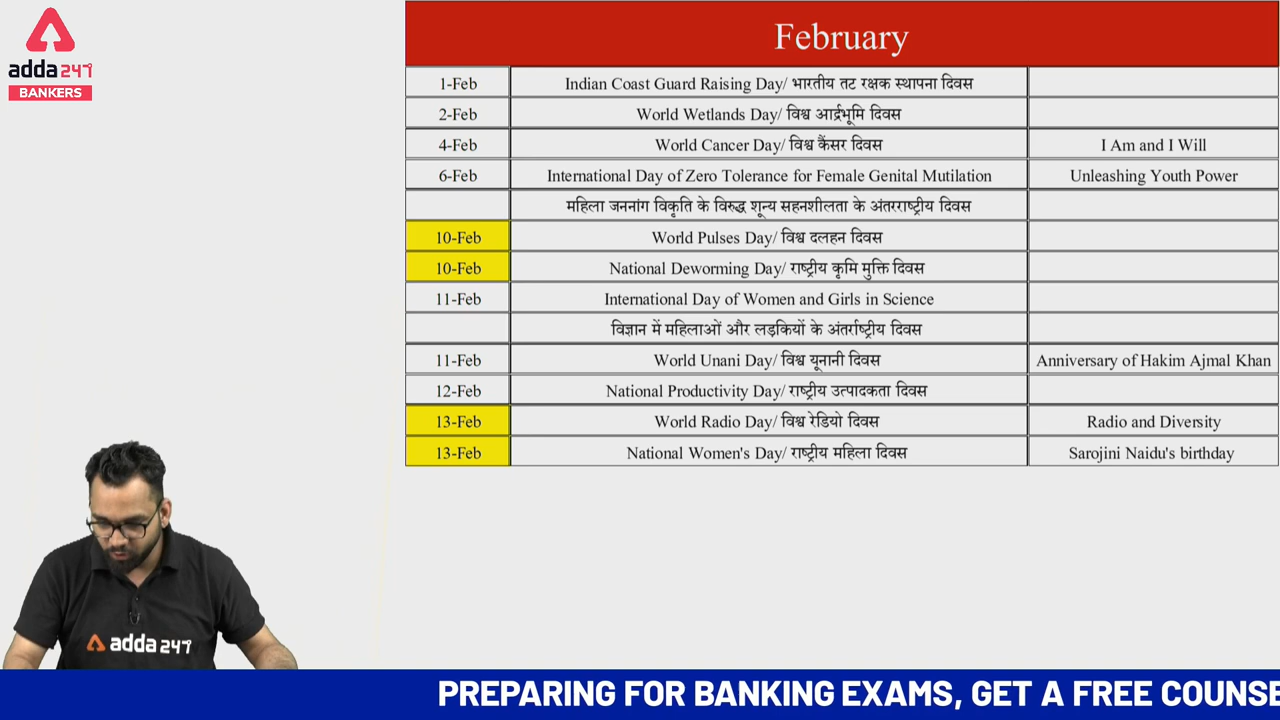 adda247
BANKERS
February
1-Feb Indian Coast Guard Raising Day/ भारतीय तट रक्षक स्थापना दिवस
2-Feb World Wetlands Day/ विश्व आर्द्रभूमि दिवस
4-Feb World Cancer Day/ विश्व कैंसर दिवस I Am and I Will
6-Feb International Day of Zero Tolerance for Female Genital Mutilation Unleashing Youth Power
महिला जननांग विकृति के विरुद्ध शून्य सहनशीलता के अंतरराष्ट्रीय दिवस
10-Feb World Pulses Day/ विश्व दलहन दिवस
10-Feb National Deworming Day/ राष्ट्रीय कृमि मुक्ति दिवस
11-Feb International Day of Women and Girls in Science
विज्ञान में महिलाओं और लड़कियों के अंतर्राष्ट्रीय दिवस
11-Feb World Unani Day/ विश्व यूनानी दिवस Anniversary of Hakim Ajmal Khan
12-Feb National Productivity Day/ राष्ट्रीय उत्पादकता दिवस
13-Feb World Radio Day/ विश्व रेडियो दिवस Radio and Diversity
13-Feb National Women's Day/ राष्ट्रीय महिला दिवस Sarojini Naidu's birthday
adda247
PREPARING FOR BANKING EXAMS, GET A FREE COUNSE